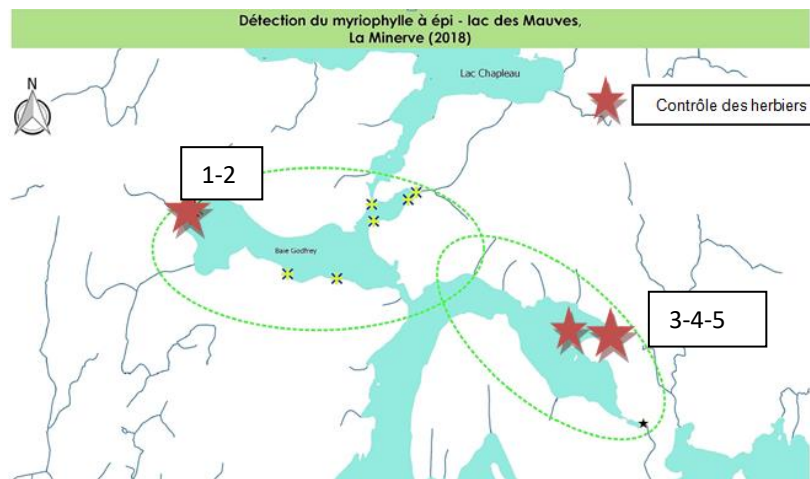 Détection du myriophylle à épi - lac des Mauves,
La Minerve (2018)
Lac Chapleau
N
Contrôle des herbiers
1-2
Baie Godfrey
3-4-5